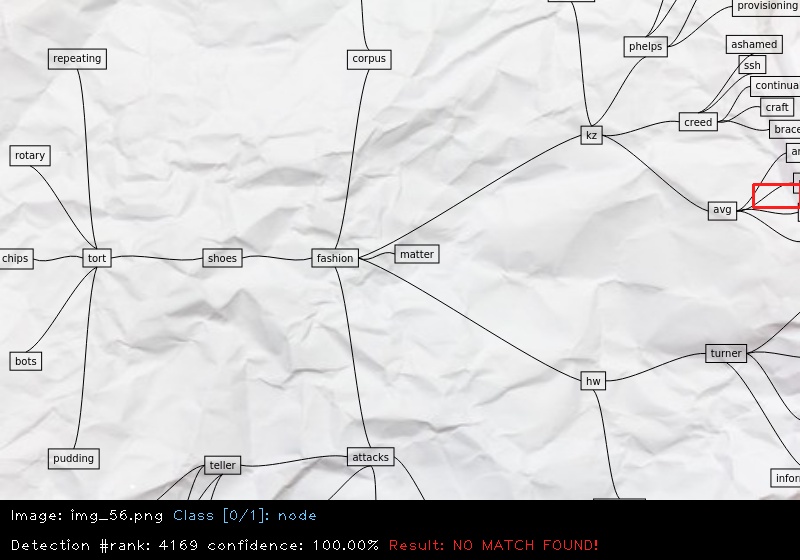 provisioning
phelps
ashamed
repeating
corpus
ssh
continua
craft
creed
brace
kz
rotary
avg
matter
chips
tort
shoes
fashion
turner
bots
hw
pudding
teller
attacks
infor
Image: img_56.png Class [0/1]: node
Detection #rank: 4169 confidence: 100.00% Result: NO MATCH FOUND!